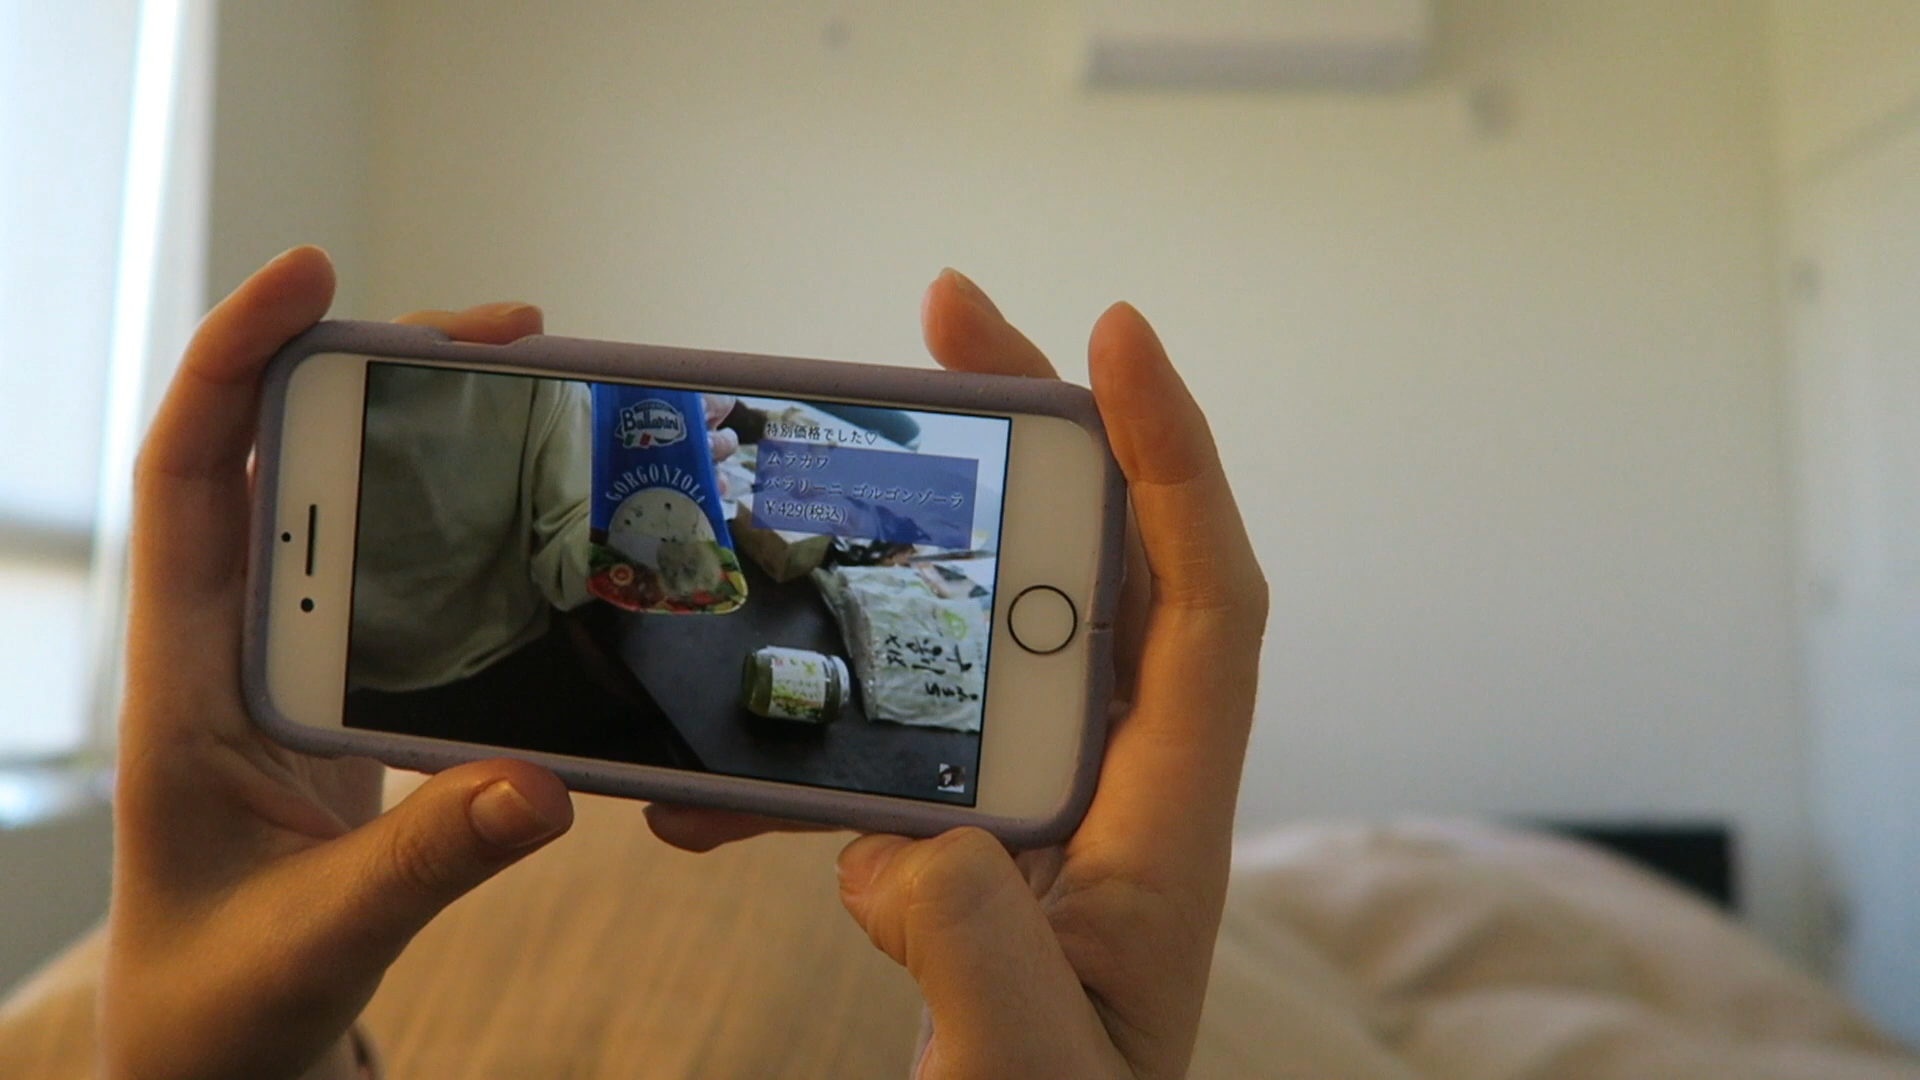 Ballarini
GORGONZOLA
特別価格でした♡
ムラカワ
バラリーニ ゴルゴンゾーラ
¥429(税込)